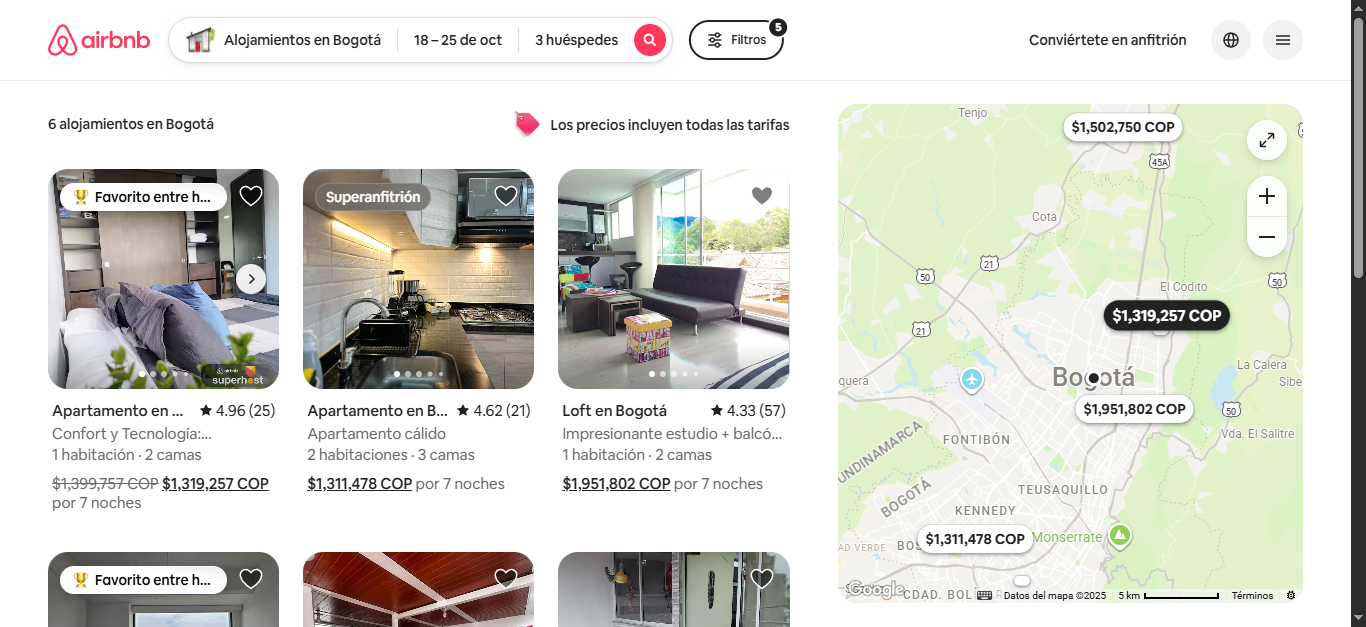 airbnb
Alojamientos en Bogotá
18 – 25 de oct
3 huéspedes
Filtros
5
Conviértete en anfitrión
6 alojamientos en Bogotá
Los precios incluyen todas las tarifas
Favorito entre h...
Superanfitrión
airbnb
superhost
Apartamento en ...
4.96 (25)
Confort y Tecnología:...
1 habitación · 2 camas
$1,399,757 COP $1,319,257 COP
por 7 noches
Apartamento en B...
4.62 (21)
Apartamento cálido
2 habitaciones · 3 camas
$1,311,478 COP por 7 noches
Loft en Bogotá
4.33 (57)
Impresionante estudio + balcó...
1 habitación · 2 camas
$1,951,802 COP por 7 noches
Favorito entre h...
Tenjo
$1,502,750 COP
45A
Cota
21
50
El Codito
50
$1,319,257 COP
21
La Calera
Sibe
quera
Bogotá
$1,951,802 COP
50
Vda. El Salitre
UNDINAMARCA
FONTIBÓN
BOGOTÁ
TEUSAQUILLO
KENNEDY
$1,311,478 COP
Monserrate
AD VERDE
BOS
Google
CDAD. BOL
R
Datos del mapa ©2025
5 km
Términos